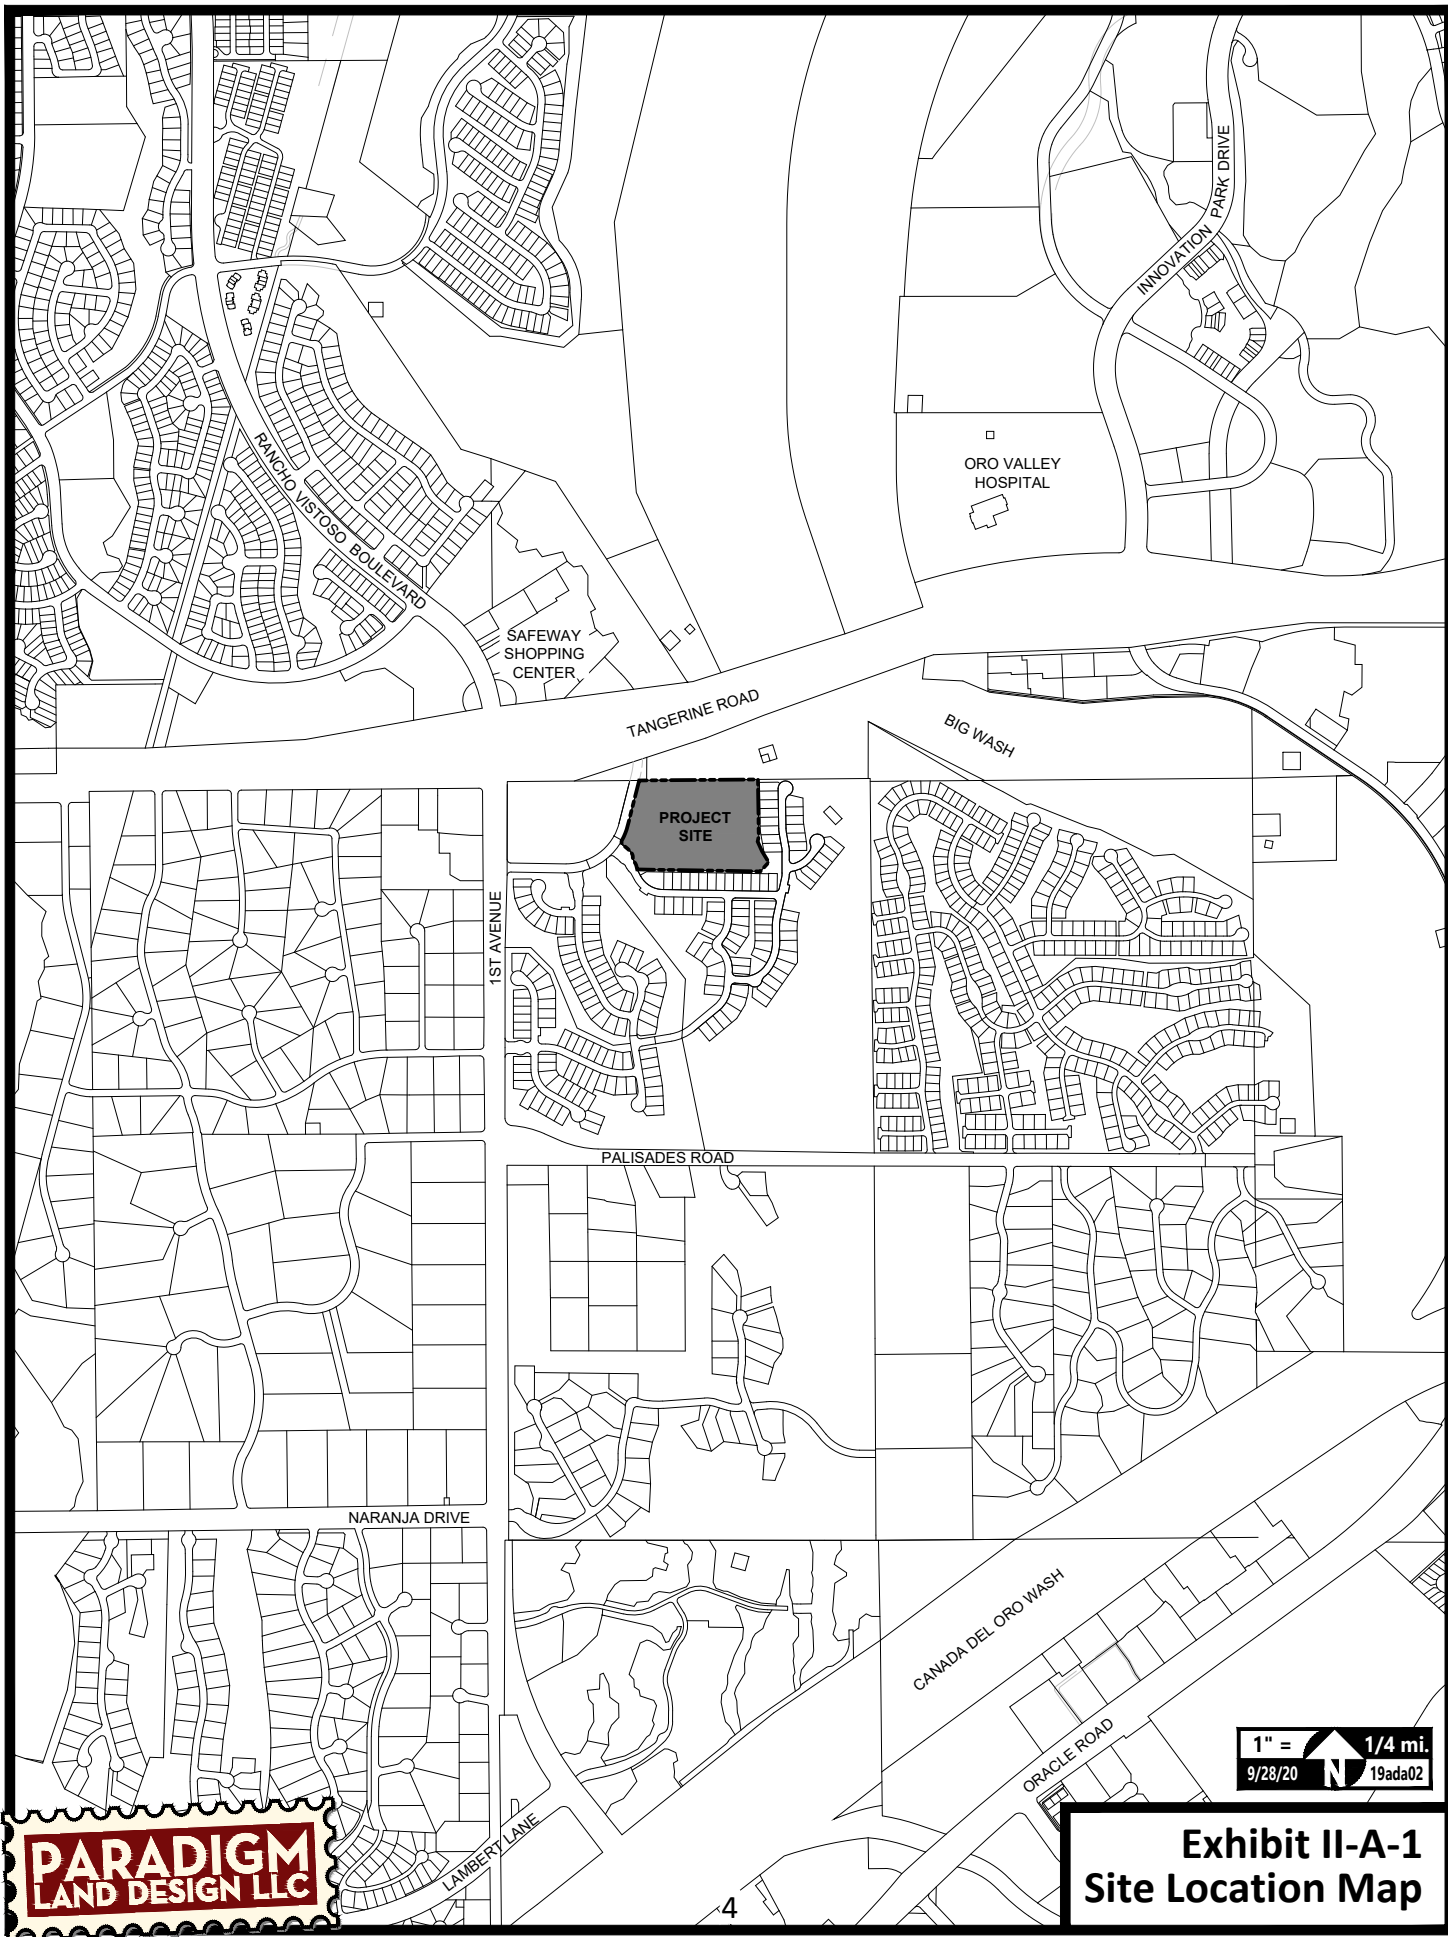 INNOVATION PARK DRIVE
ORO VALLEY
HOSPITAL
RANCHO VISTOSO BOULEVARD
SAFEWAY
SHOPPING
CENTER
TANGERINE ROAD
BIG WASH
PROJECT
SITE
1ST AVENUE
PALISADES ROAD
NARANJA DRIVE
CANADA DEL ORO WASH
ORACLE ROAD
LAMBERT LANE
1" = 1/4 mi.
9/28/20 N 19ada02
PARADIGM
LAND DESIGN LLC
4
Exhibit II-A-1
Site Location Map